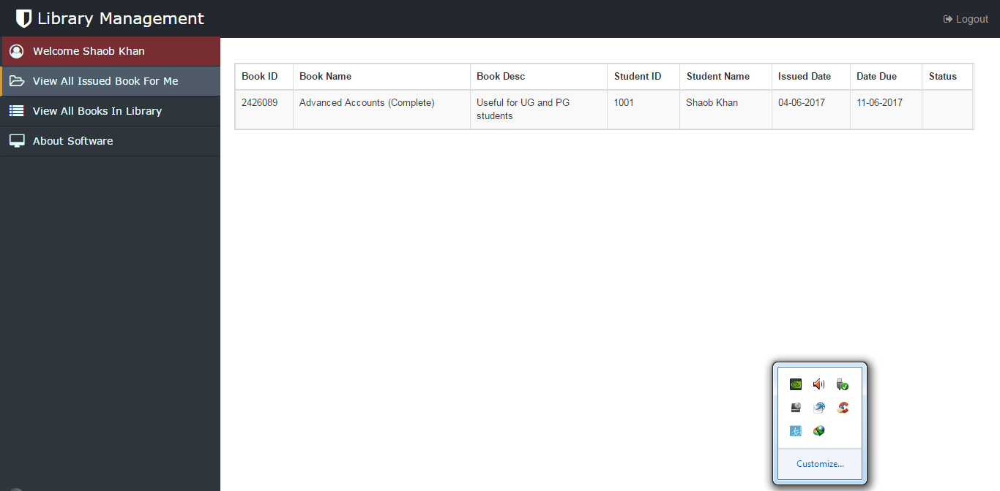 Library Management
Logout
Welcome Shaob Khan
View All Issued Book For Me
View All Books In Library
About Software
Book ID Book Name Book Desc Student ID Student Name Issued Date Date Due Status
2426089 Advanced Accounts (Complete) Useful for UG and PG 1001 Shaob Khan 04-06-2017 11-06-2017
students
Customize...